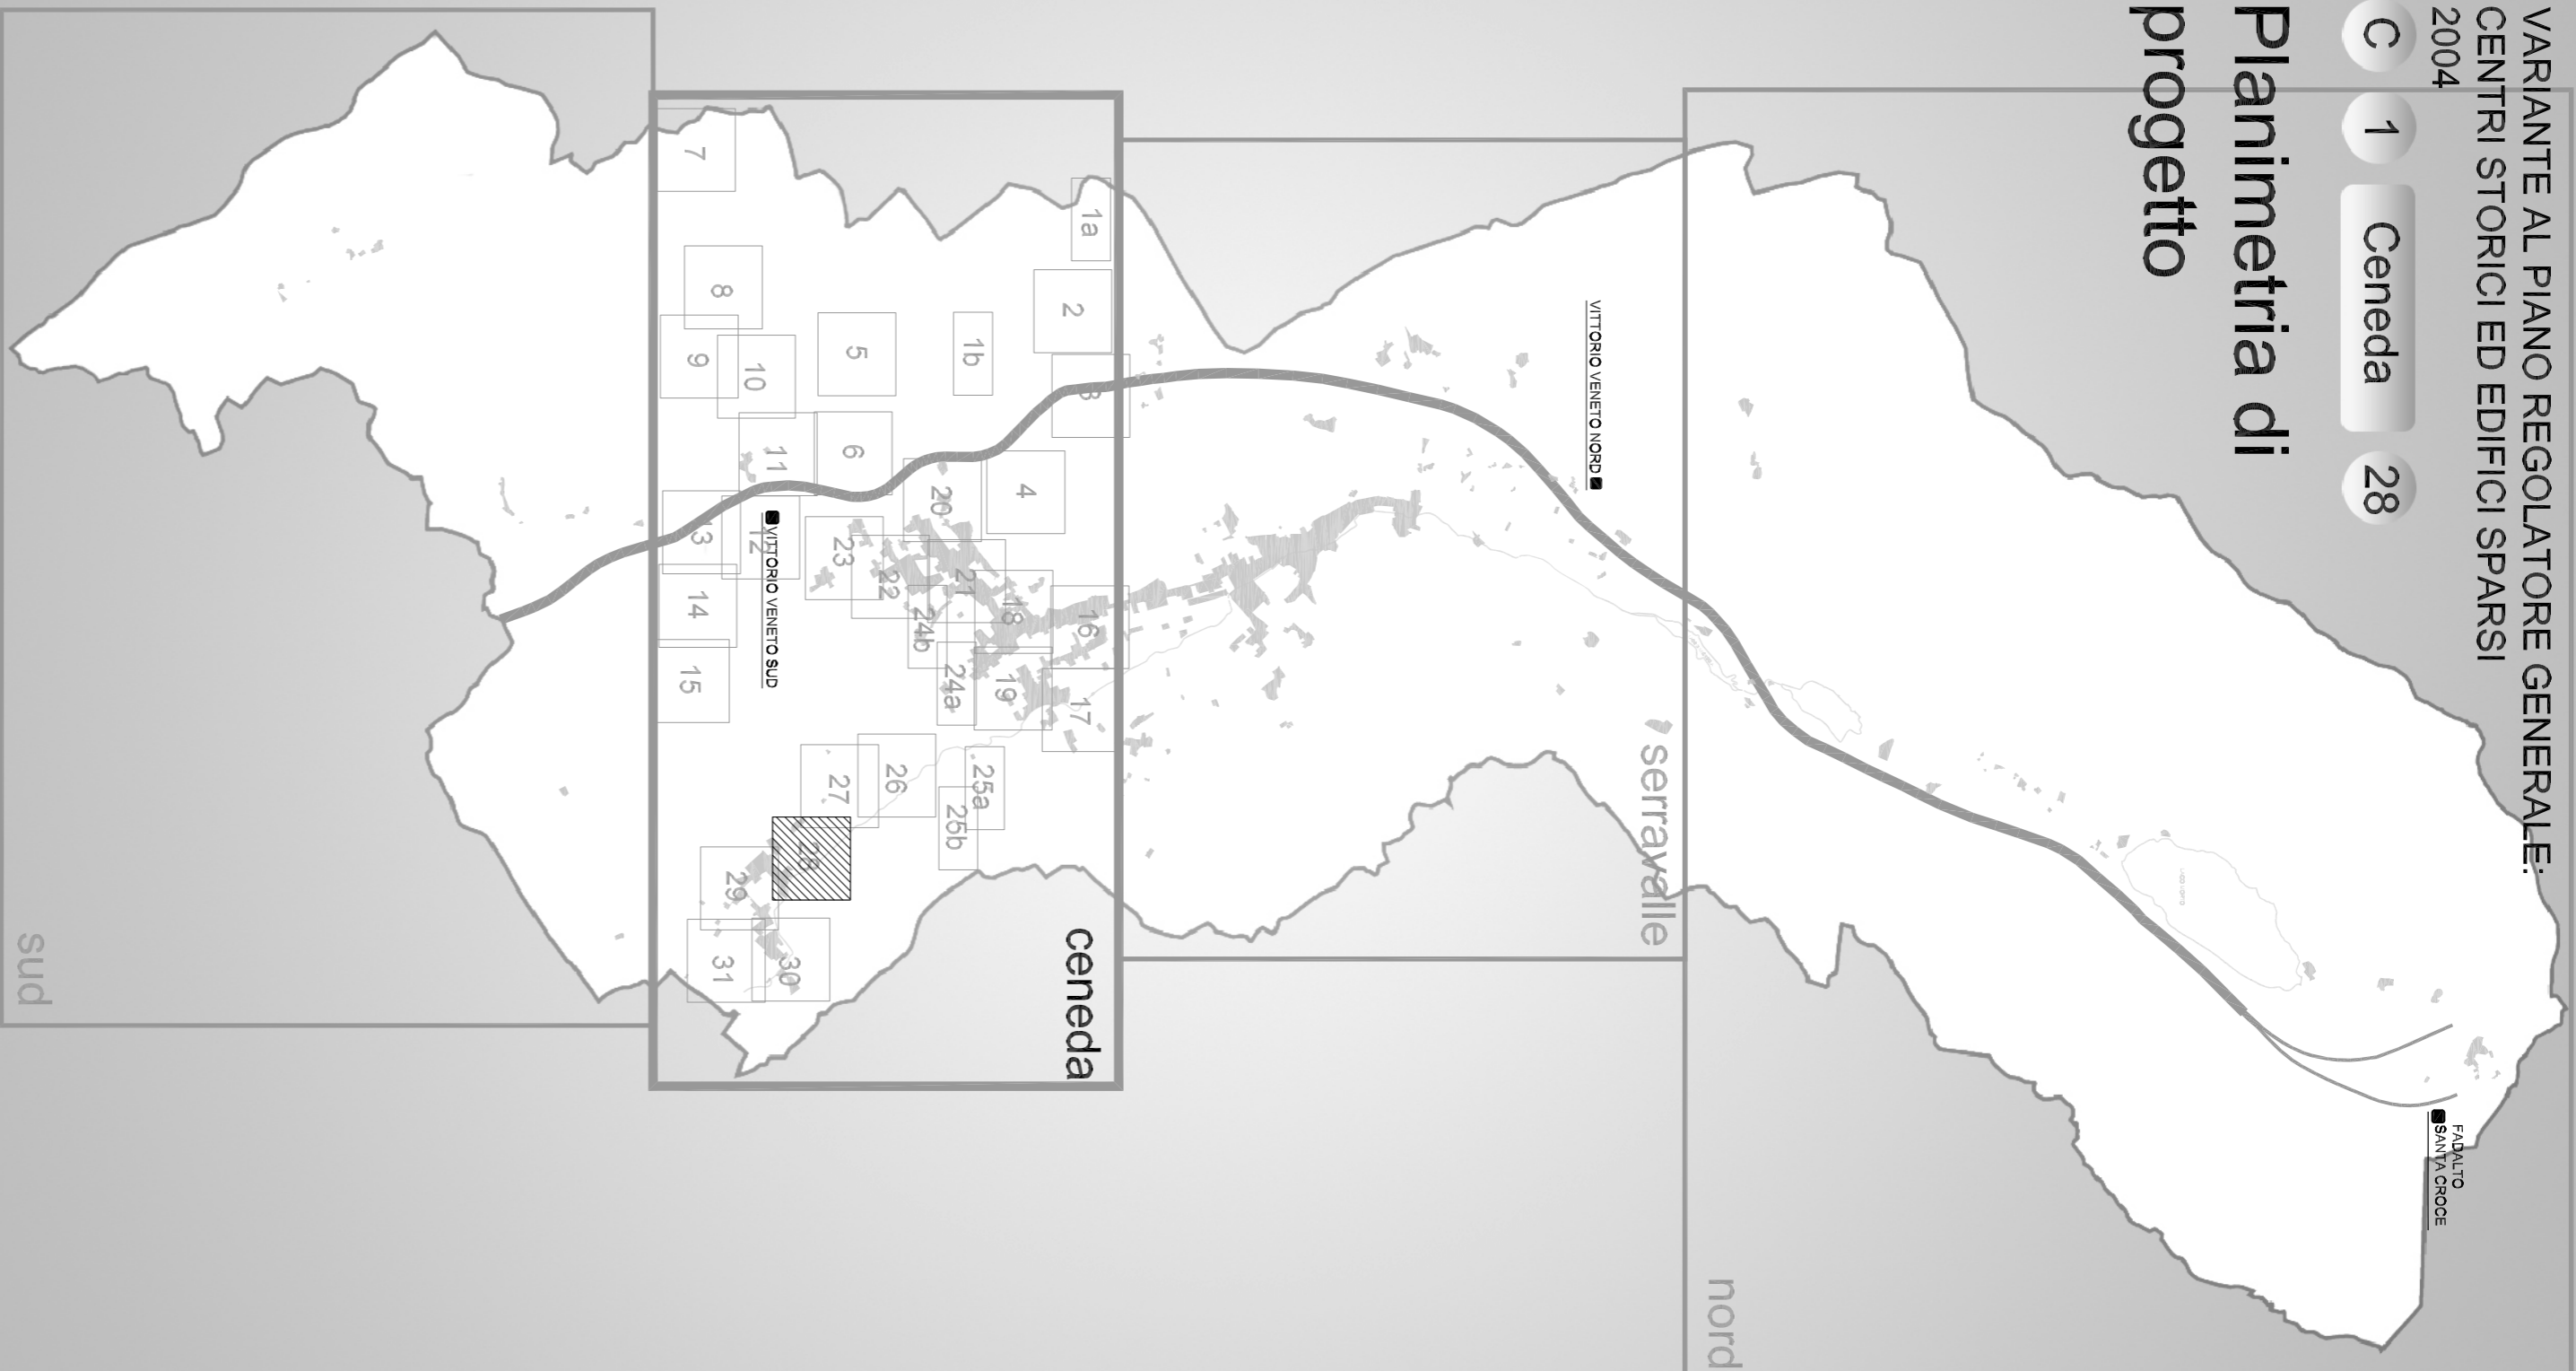 VARIANTE AL PIANO REGOLATORE GENERALE:
CENTRI STORICI ED EDIFICI SPARSI
2004
C 1 Ceneda 28
Planimetria di
progetto
FADALTO
SANTA CROCE
nord
serravalle
VITTORIO VENETO NORD
ceneda
1a
2
3
1b
4
5
6
7
8
9
10
11
12
13
14
15
16
17
18
19
20
21
22
23
24a
24b
25a
25b
26
27
28
29
30
31
VITTORIO VENETO SUD
sud